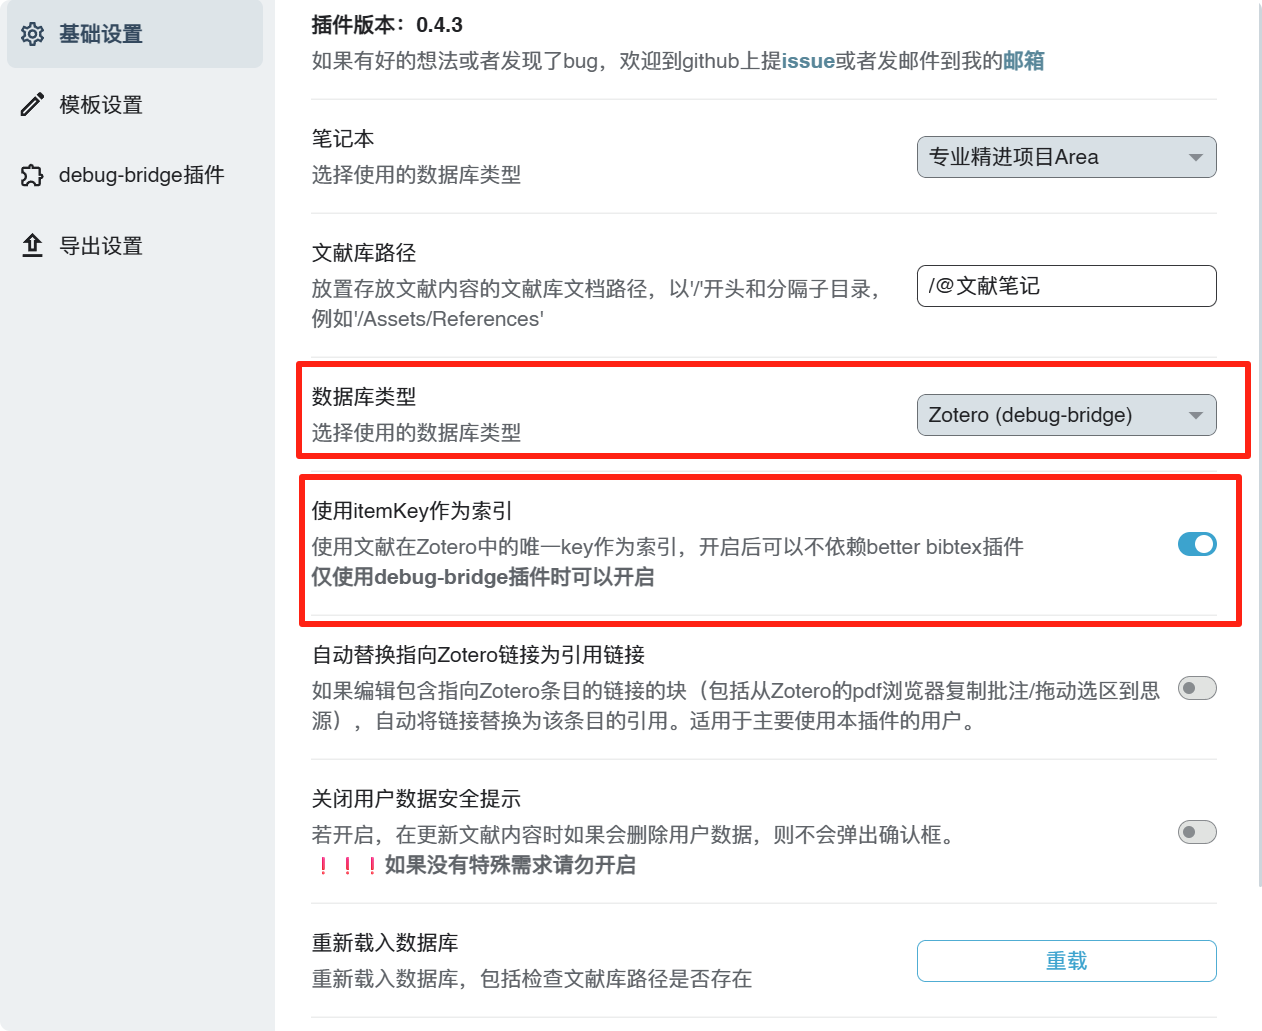 基础设置
模板设置
debug-bridge插件
导出设置
插件版本：0.4.3
如果有好的想法或者发现了bug，欢迎到github上提issue或者发邮件到我的邮箱
笔记本
选择使用的数据库类型
专业精进项目Area
文献库路径
放置存放文献内容的文献库文档路径，以'/'开头和分隔子目录，
例如'/Assets/References'
/@文献笔记
数据库类型
选择使用的数据库类型
Zotero (debug-bridge)
使用itemKey作为索引
使用文献在Zotero中的唯一key作为索引，开启后可以不依赖better bibtex插件
仅使用debug-bridge插件时可以开启
自动替换指向Zotero链接为引用链接
如果编辑包含指向Zotero条目的链接的块（包括从Zotero的pdf浏览器复制批注/拖动选区到思
源），自动将链接替换为该条目的引用。适用于主要使用本插件的用户。
关闭用户数据安全提示
若开启，在更新文献内容时如果会删除用户数据，则不会弹出确认框。
❗❗❗如果没有特殊需求请勿开启
重新载入数据库
重新载入数据库，包括检查文献库路径是否存在
重载